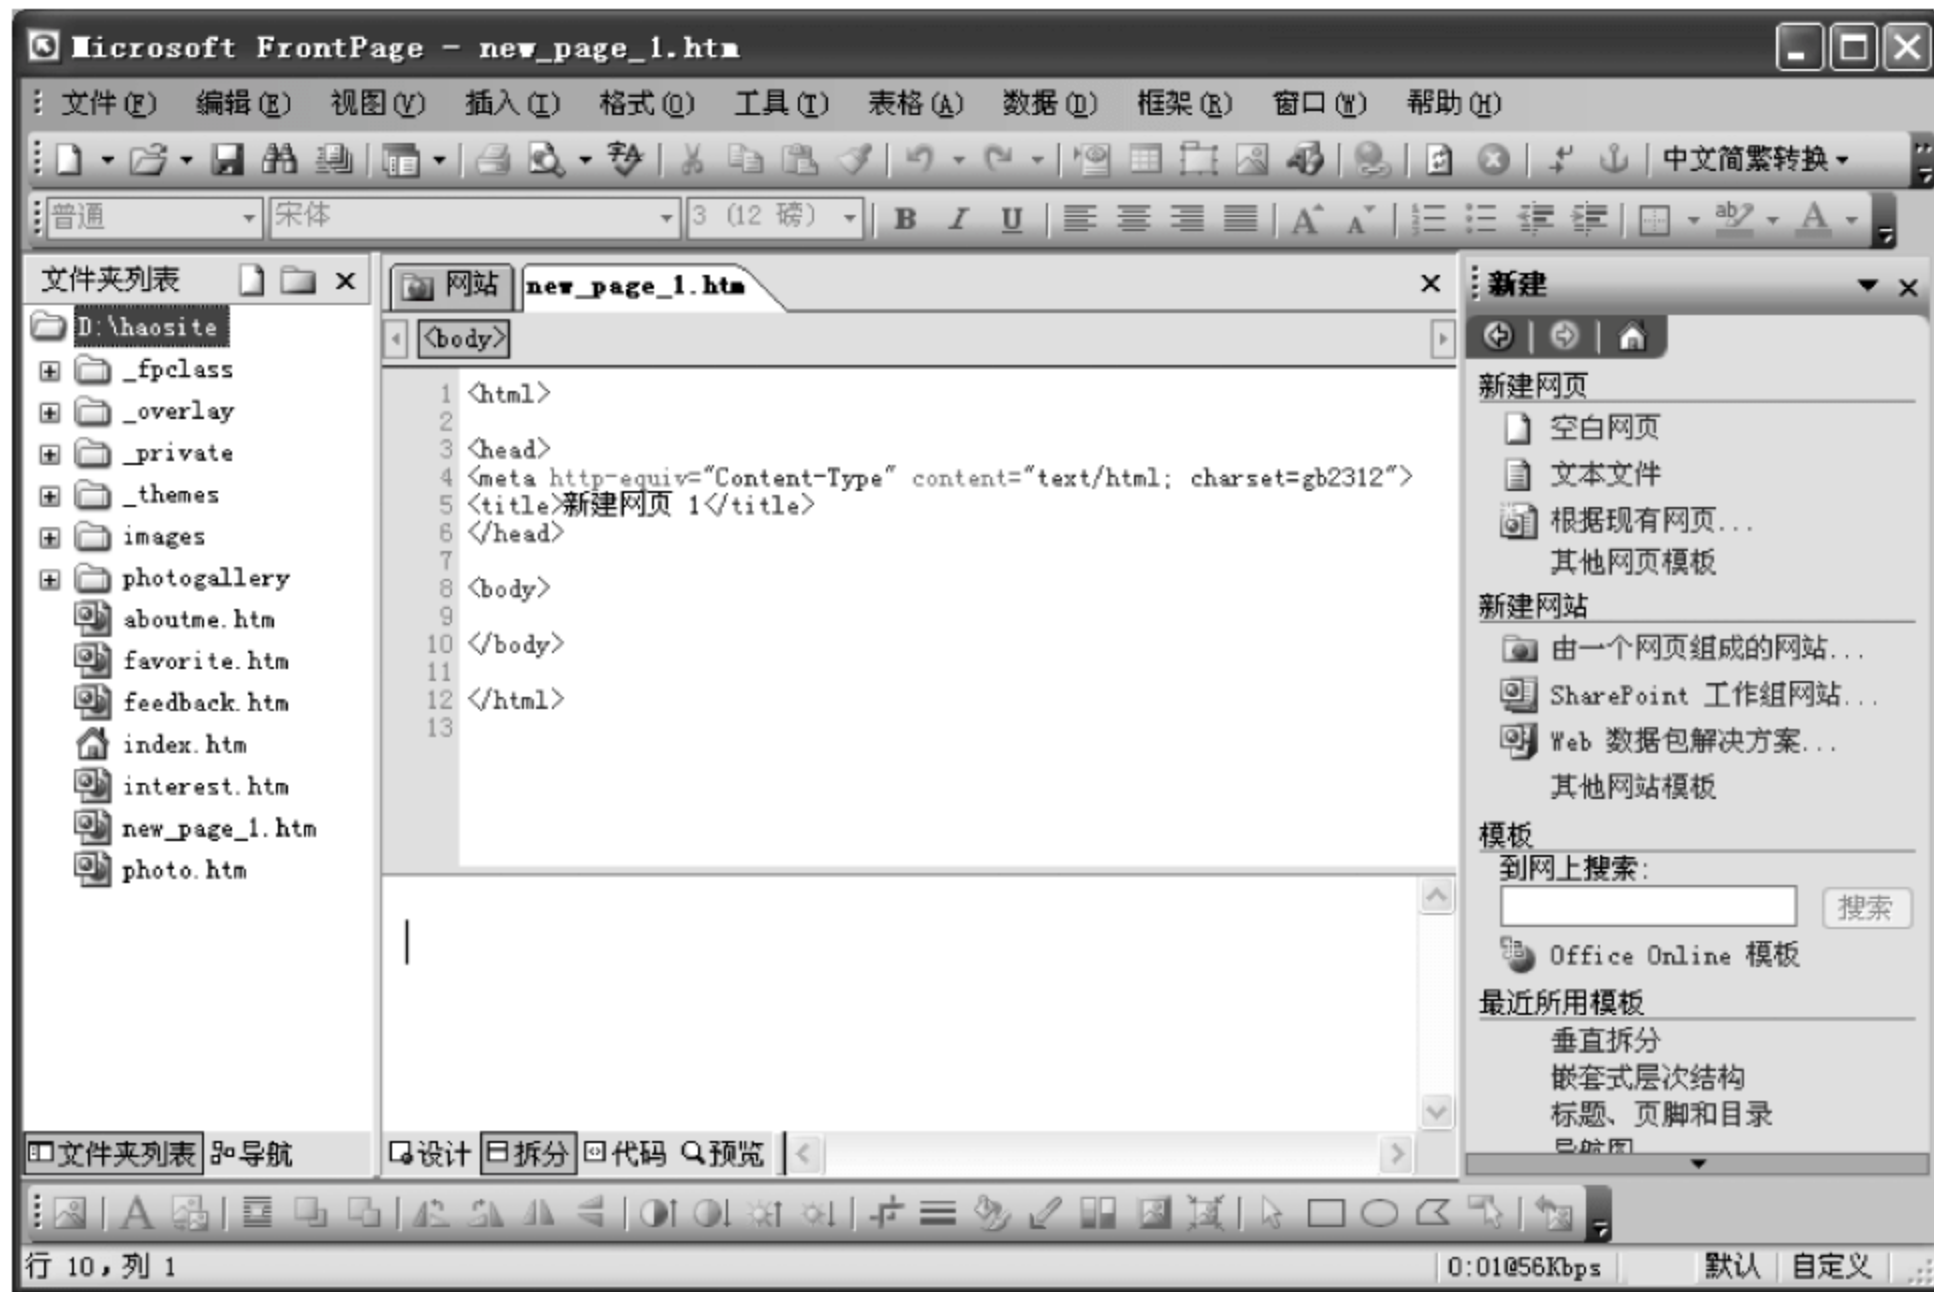 Microsoft FrontPage - new_page_1.htm
文件(F) 编辑(E) 视图(V) 插入(I) 格式(O) 工具(T) 表格(A) 数据(D) 框架(R) 窗口(W) 帮助(H)
中文简繁转换
普通 宋体 3 (12 磅) B I U A A ab A
文件夹列表
D:\haosite
_fpclass
_overlay
_private
_themes
images
photogallery
aboutme.htm
favorite.htm
feedback.htm
index.htm
interest.htm
new_page_1.htm
photo.htm
文件夹列表 导航
网站 new_page_1.htm
<body>
1 <html>
2
3 <head>
4 <meta http-equiv="Content-Type" content="text/html; charset=gb2312">
5 <title>新建网页 1</title>
6 </head>
7
8 <body>
9
10 </body>
11
12 </html>
13
设计 拆分 代码 预览
新建
新建网页
空白网页
文本文件
根据现有网页...
其他网页模板
新建网站
由一个网页组成的网站...
SharePoint 工作组网站...
Web 数据包解决方案...
其他网站模板
模板
到网上搜索:
搜索
Office Online 模板
最近所用模板
垂直拆分
嵌套式层次结构
标题、页脚和目录
导航图
A
行 10,列 1
0:01@56Kbps 默认 自定义